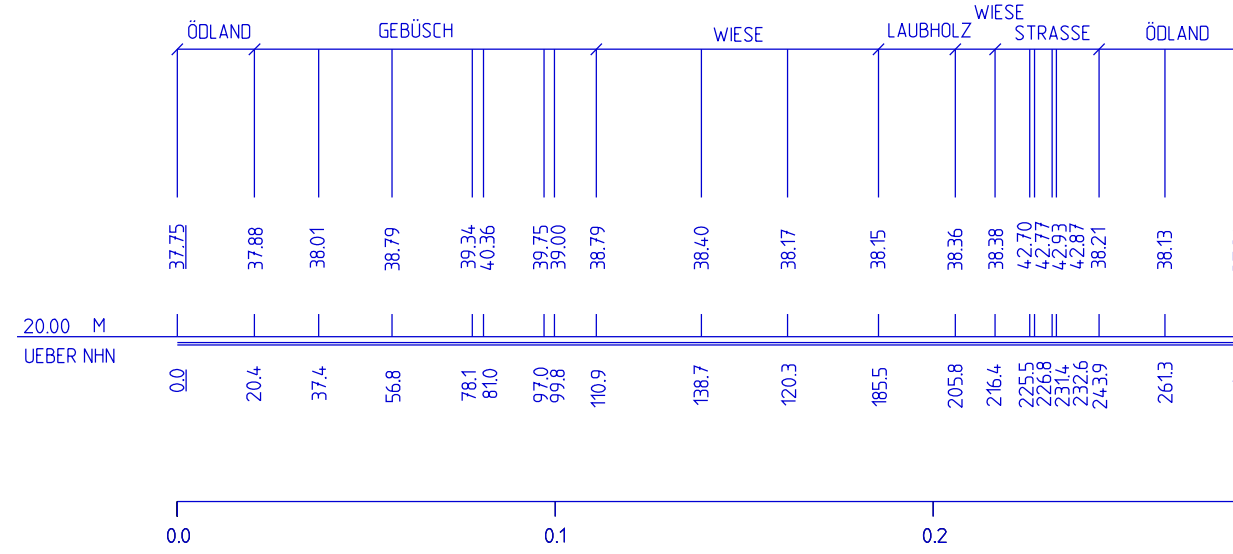 WIESE
ÖDLAND GEBÜSCH WIESE LAUBHOLZ STRASSE ÖDLAND
37.75 37.88 38.01 38.79 39.34 40.36 39.75 39.00 38.79 38.40 38.17 38.15 38.36 38.38 42.70 42.77 42.93 42.87 38.21 38.13
20.00 M
UEBER NHN
0.0 20.4 37.4 56.8 78.1 81.0 97.0 99.8 110.9 138.7 120.3 185.5 205.8 216.4 225.5 226.8 231.4 232.6 243.9 261.3
0.0 0.1 0.2